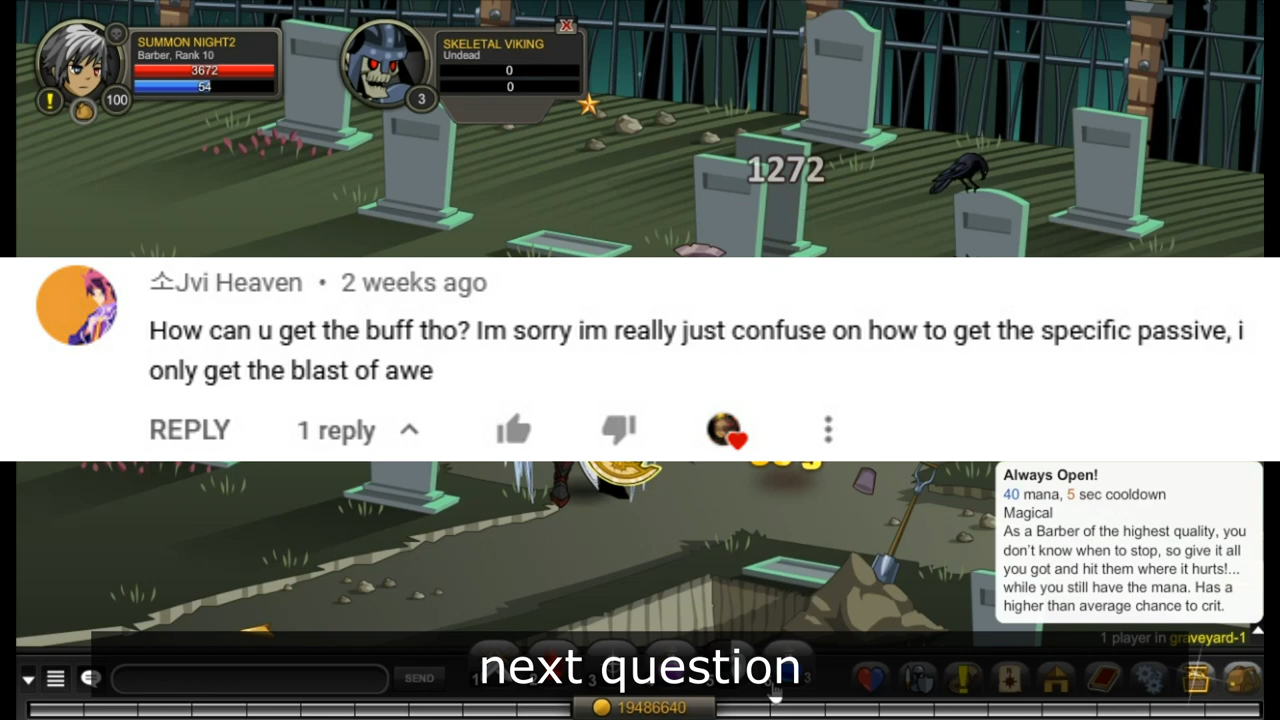 SUMMON NIGHT2
Barber, Rank 10
3672
54
100
SKELETAL VIKING
Undead
0
0
3
1272
소Jvi Heaven • 2 weeks ago
How can u get the buff tho? Im sorry im really just confuse on how to get the specific passive, i
only get the blast of awe
REPLY 1 reply
Always Open!
40 mana, 5 sec cooldown
Magical
As a Barber of the highest quality, you
don't know when to stop, so give it all
you got and hit them where it hurts!...
while you still have the mana. Has a
higher than average chance to crit.
1 player in graveyard-1
next question
SEND
19486640